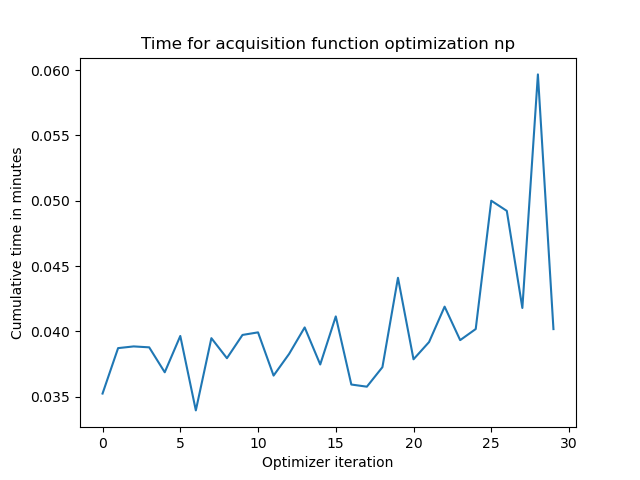 Time for acquisition function optimization np
0.060
0.055
0.050
0.045
0.040
0.035
Cumulative time in minutes
0 5 10 15 20 25 30
Optimizer iteration